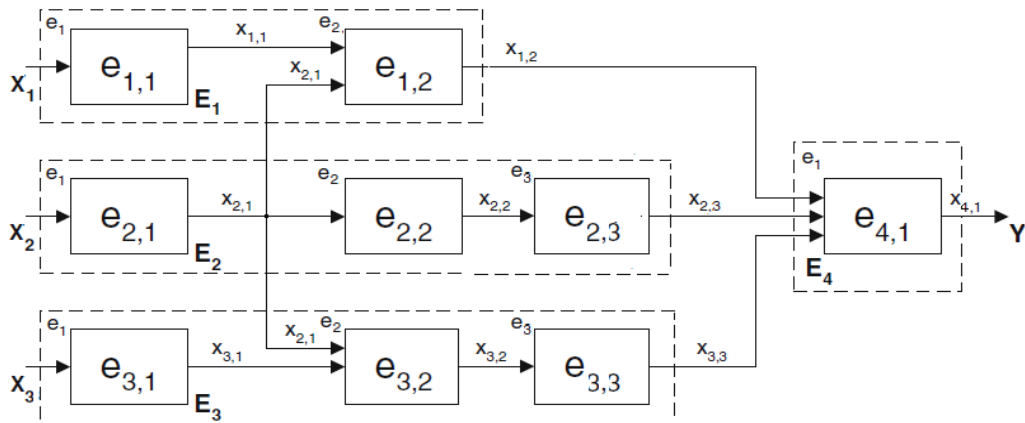 e1 x1,1 e2,
e1,1 x2,1 e1,2 x1,2
X1 E1
e1 e2 e3 e1
x2,1 x2,2 x2,3 x4,1
e2,1 e2,2 e2,3 e4,1
X2 E2 E4 Y
e1 x2,1 e2 e3
x3,1 x3,2 x3,3
e3,1 e3,2 e3,3
X3 E3